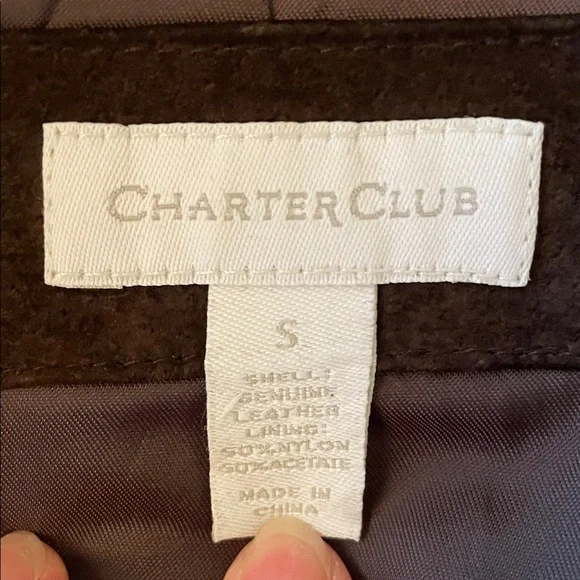 CHARTER CLUB
S
SHELL:
GENUINE
LEATHER
LINING:
50%NYLON
50%ACETATE
MADE IN
CHINA